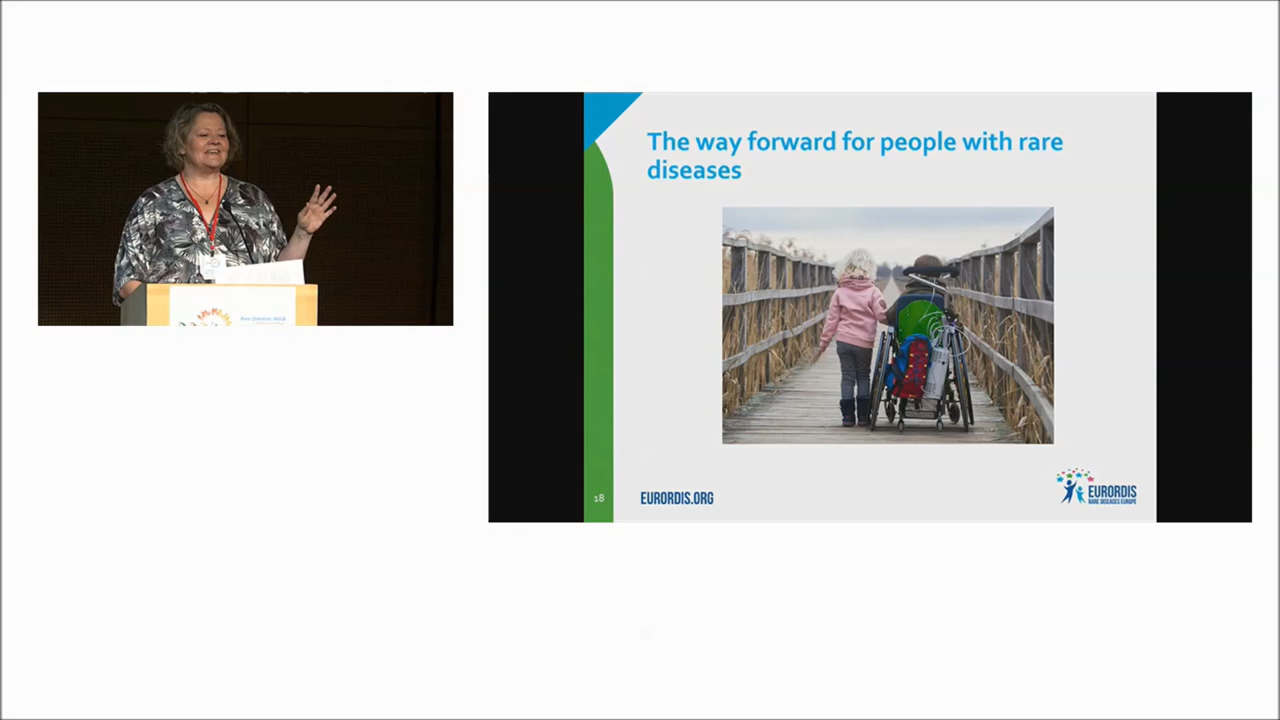 The way forward for people with rare
diseases
18
EURORDIS.ORG
EURORDIS
RARE DISEASES EUROPE